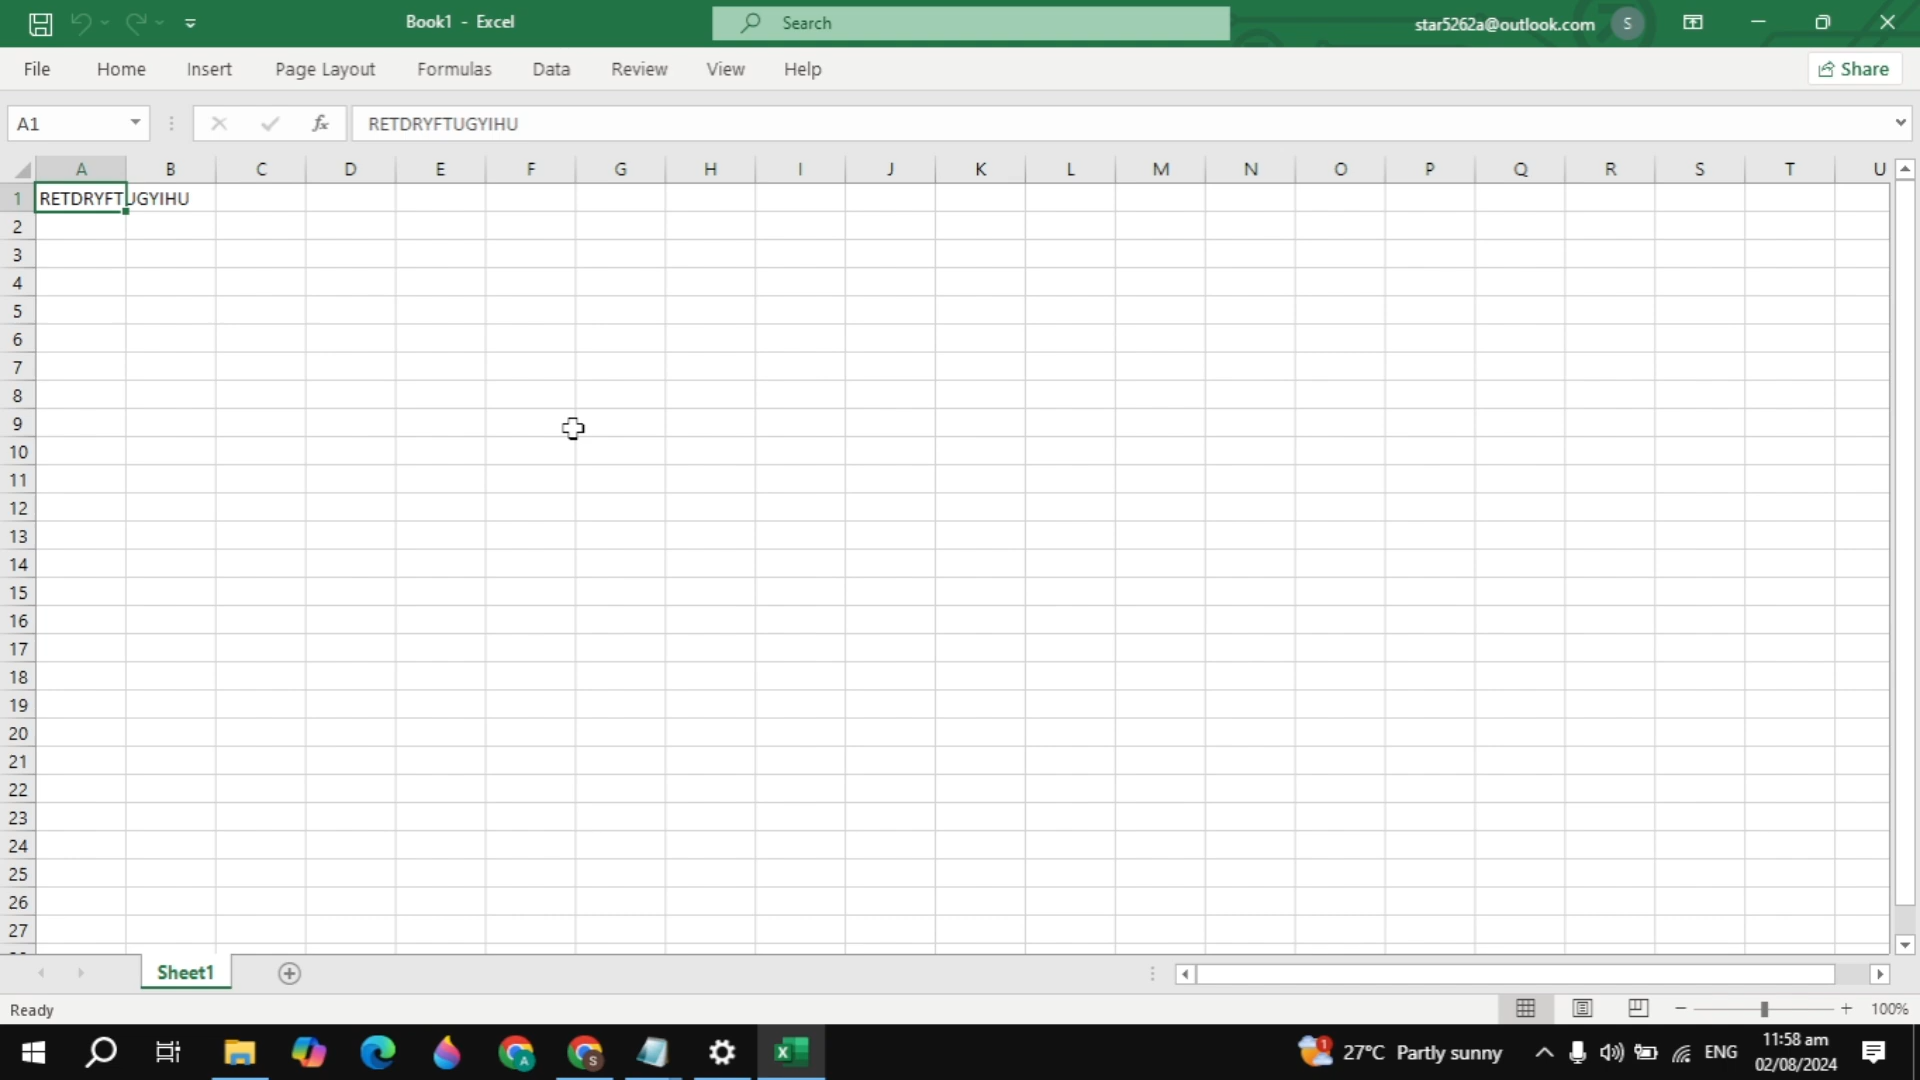 Book1 - Excel
Search
star5262a@outlook.com
S
File Home Insert Page Layout Formulas Data Review View Help
Share
A1
fx
RETDRYFTUGYIHU
A B C D E F G H I J K L M N O P Q R S T U
1 RETDRYFTUGYIHU
2
3
4
5
6
7
8
9
10
11
12
13
14
15
16
17
18
19
20
21
22
23
24
25
26
27
Sheet1
Ready
100%
1
27°C Partly sunny
ENG
11:58 am
02/08/2024